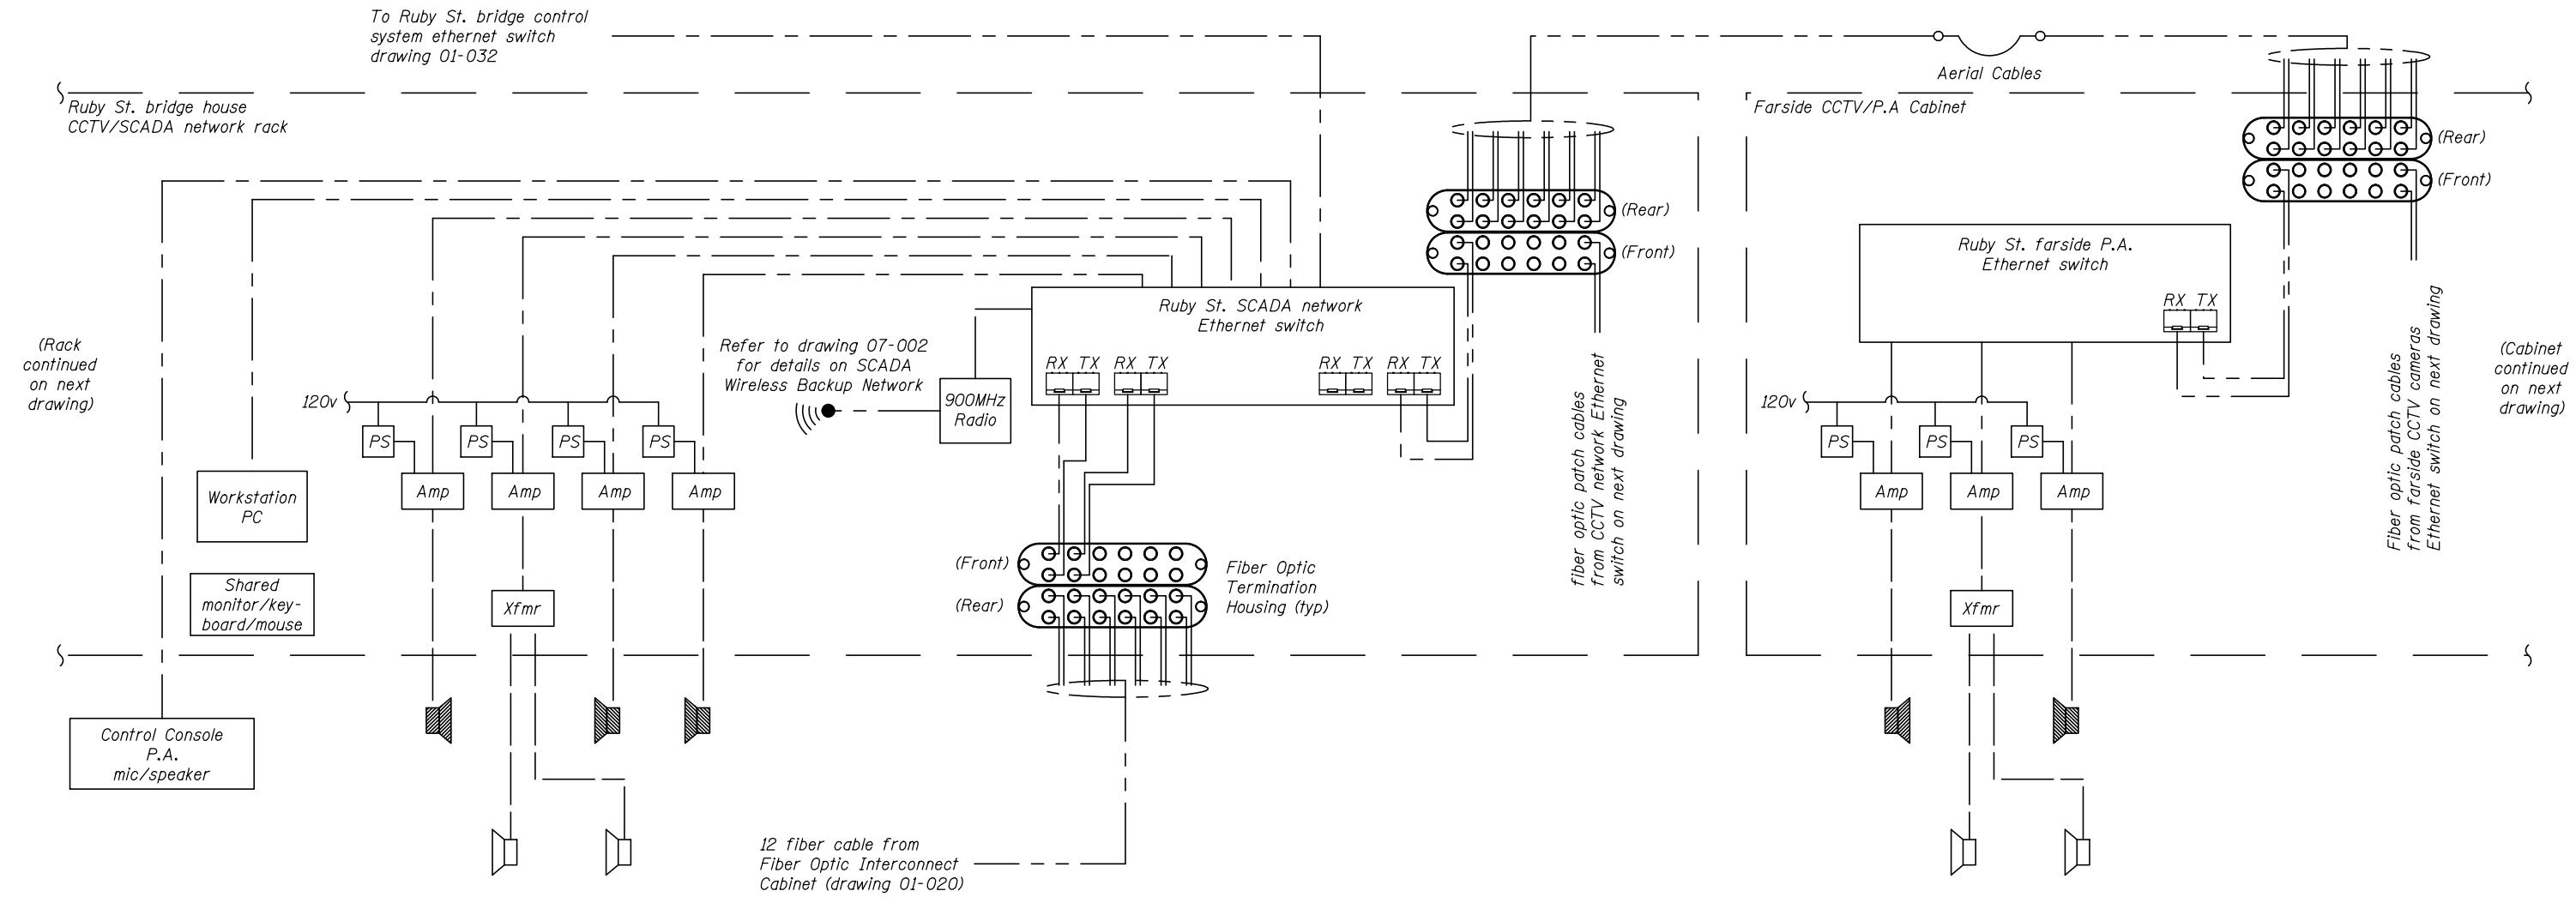 To Ruby St. bridge control
system ethernet switch
drawing 01-032
Aerial Cables
Ruby St. bridge house
CCTV/SCADA network rack
Farside CCTV/P.A Cabinet
(Rear)
(Front)
(Rear)
(Front)
Ruby St. SCADA network
Ethernet switch
RX TX
RX TX
RX TX
RX TX
Ruby St. farside P.A.
Ethernet switch
RX TX
(Rack
continued
on next
drawing)
Refer to drawing 07-002
for details on SCADA
Wireless Backup Network
900MHz
Radio
120v
PS
PS
PS
PS
Amp
Amp
Amp
Amp
Workstation
PC
Shared
monitor/key-
board/mouse
Xfmr
Control Console
P.A.
mic/speaker
(Front)
(Rear)
Fiber Optic
Termination
Housing (typ)
12 fiber cable from
Fiber Optic Interconnect
Cabinet (drawing 01-020)
fiber optic patch cables
from CCTV network Ethernet
switch on next drawing
120v
PS
PS
PS
Amp
Amp
Amp
Xfmr
Fiber optic patch cables
from farside CCTV cameras
Ethernet switch on next drawing
(Cabinet
continued
on next
drawing)